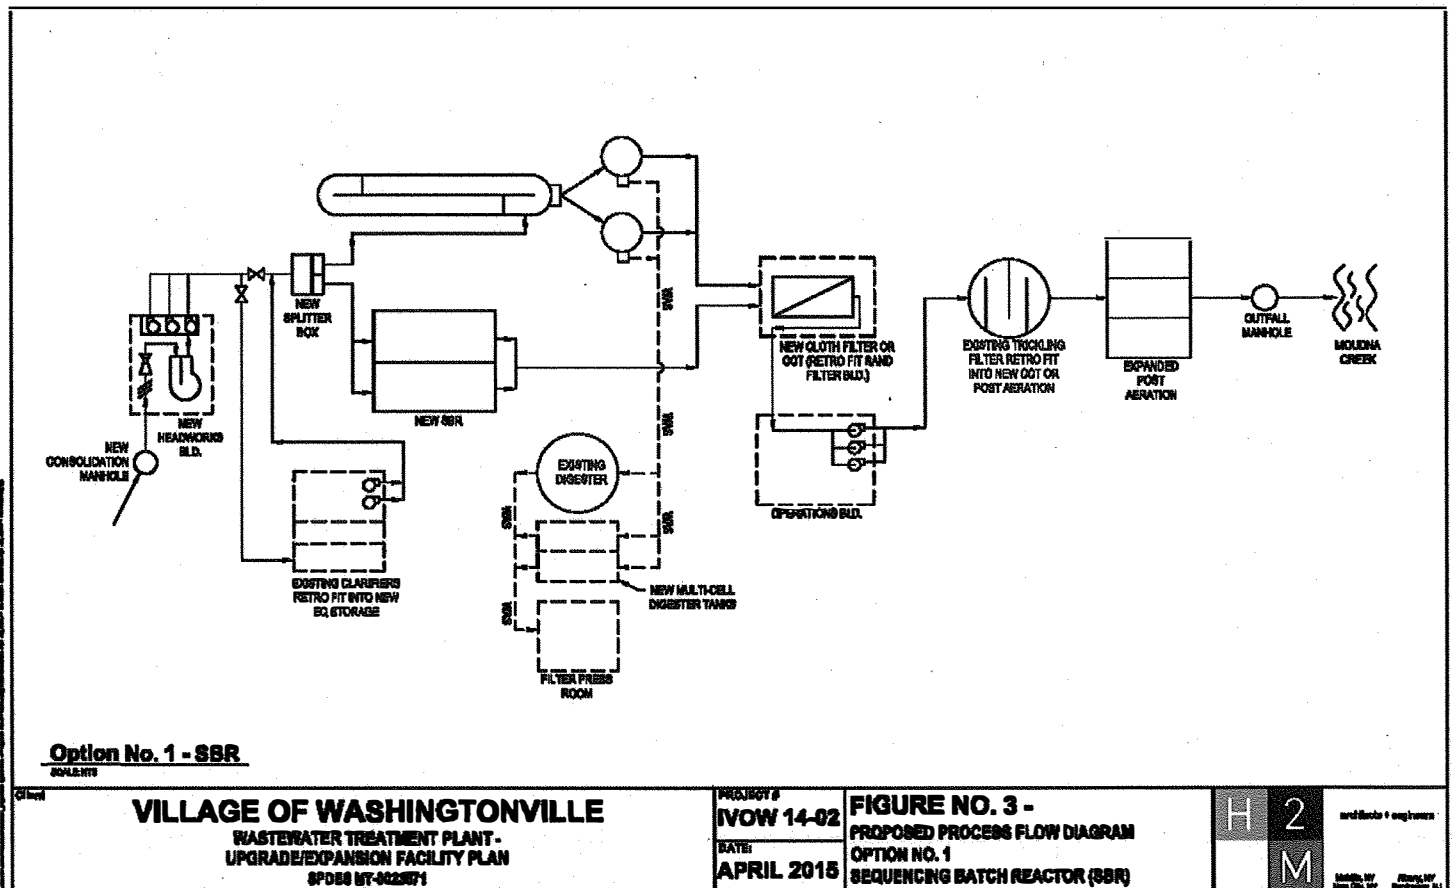 NEW
SPLITTER
BOX
NEW SBR
NEW
HEADWORKS
BLD.
NEW
CONSOLIDATION
MANHOLE
EXISTING CLARIFIERS
RETRO FIT INTO NEW
EQ STORAGE
EXISTING
DIGESTER
NEW MULTI-CELL
DIGESTER TANKS
FILTER PRESS
ROOM
NEW CLOTH FILTER OR
CCT (RETRO FIT SAND
FILTER BLD.)
OPERATIONS BLD.
EXISTING TRICKLING
FILTER RETRO FIT
INTO NEW CCT OR
POST AERATION
EXPANDED
POST
AERATION
OUTFALL
MANHOLE
MOUDNA
CREEK
Option No. 1 - SBR
SCALE: NTS
Client
VILLAGE OF WASHINGTONVILLE
WASTEWATER TREATMENT PLANT -
UPGRADE/EXPANSION FACILITY PLAN
PROJECT #
IVOW 14-02
DATE:
APRIL 2015
FIGURE NO. 3 -
PROPOSED PROCESS FLOW DIAGRAM
OPTION NO. 1
SEQUENCING BATCH REACTOR (SBR)
H 2
M
architects + engineers